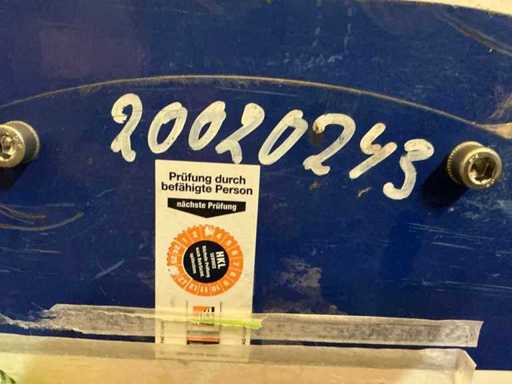 20020243
Prüfung durch
befähigte Person
nächste Prüfung
HKL